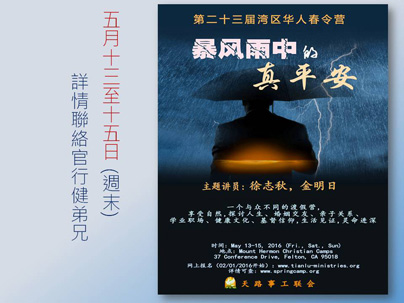 五月十三至十五日 (週末)
詳情聯絡官行健弟兄
第二十三届湾区华人春令营
暴风雨中的
真平安
主题讲员：徐志秋，金明日
一个与众不同的渡假营，
享受自然，探讨人生、婚姻交友、亲子关系、
学业职场、健康文化、基督信仰，生活见证，灵命进深
时间：May 13-15, 2016 (Fri., Sat., Sun)
地点：Mount Hermon Christian Camps
37 Conference Drive, Felton, CA 95018
网上报名 (02/01/2016开始)：www.tianlu-ministries.org
详情可查：www.springcamp.org
天路事工联会